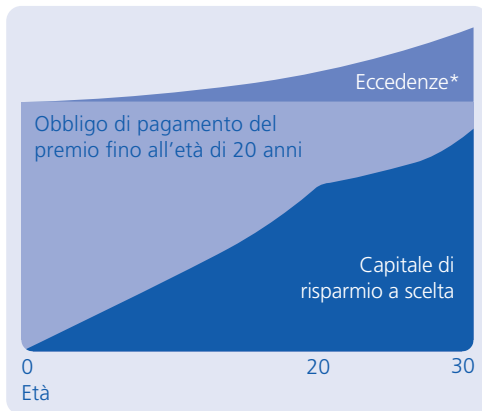 Eccedenze*
Obbligo di pagamento del
premio fino all’età di 20 anni
Capitale di
risparmio a scelta
0
20
30
Età